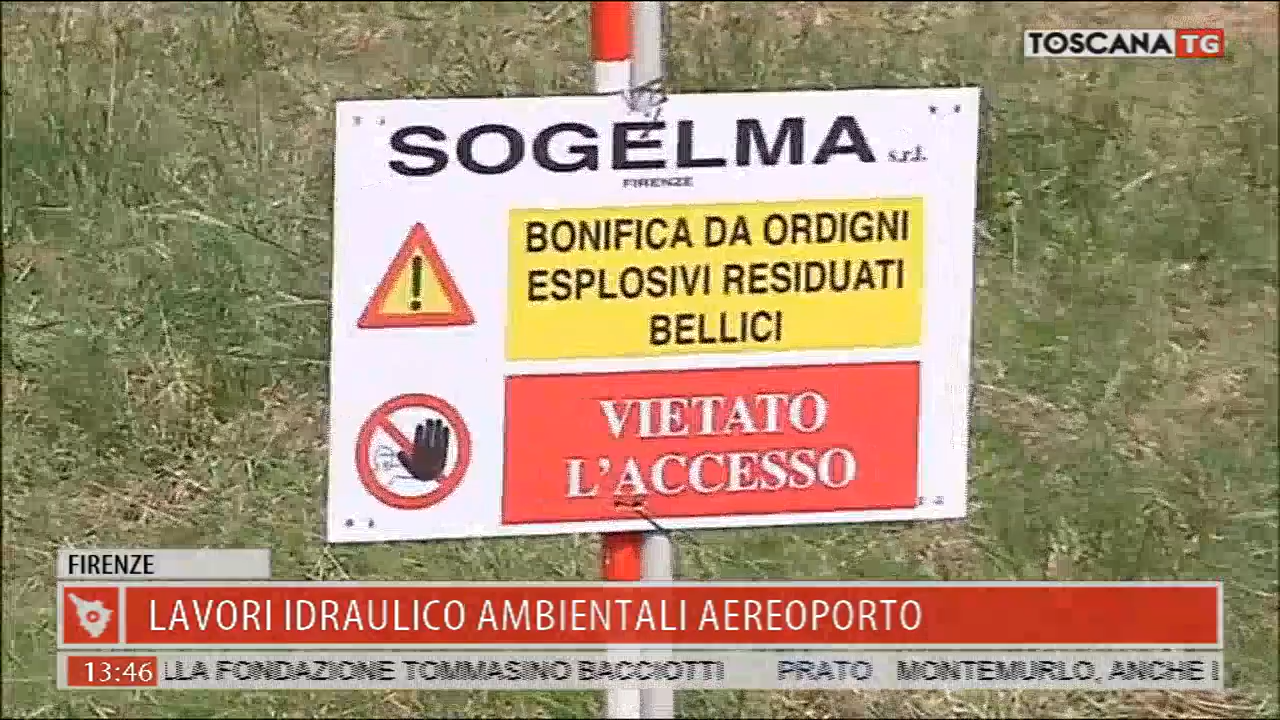 TOSCANA TG
SOGELMA s.r.l.
FIRENZE
BONIFICA DA ORDIGNI
ESPLOSIVI RESIDUATI
BELLICI
VIETATO
L'ACCESSO
FIRENZE
LAVORI IDRAULICO AMBIENTALI AEREOPORTO
13:46 LLA FONDAZIONE TOMMASINO BACCIOTTI PRATO MONTEMURLO, ANCHE I